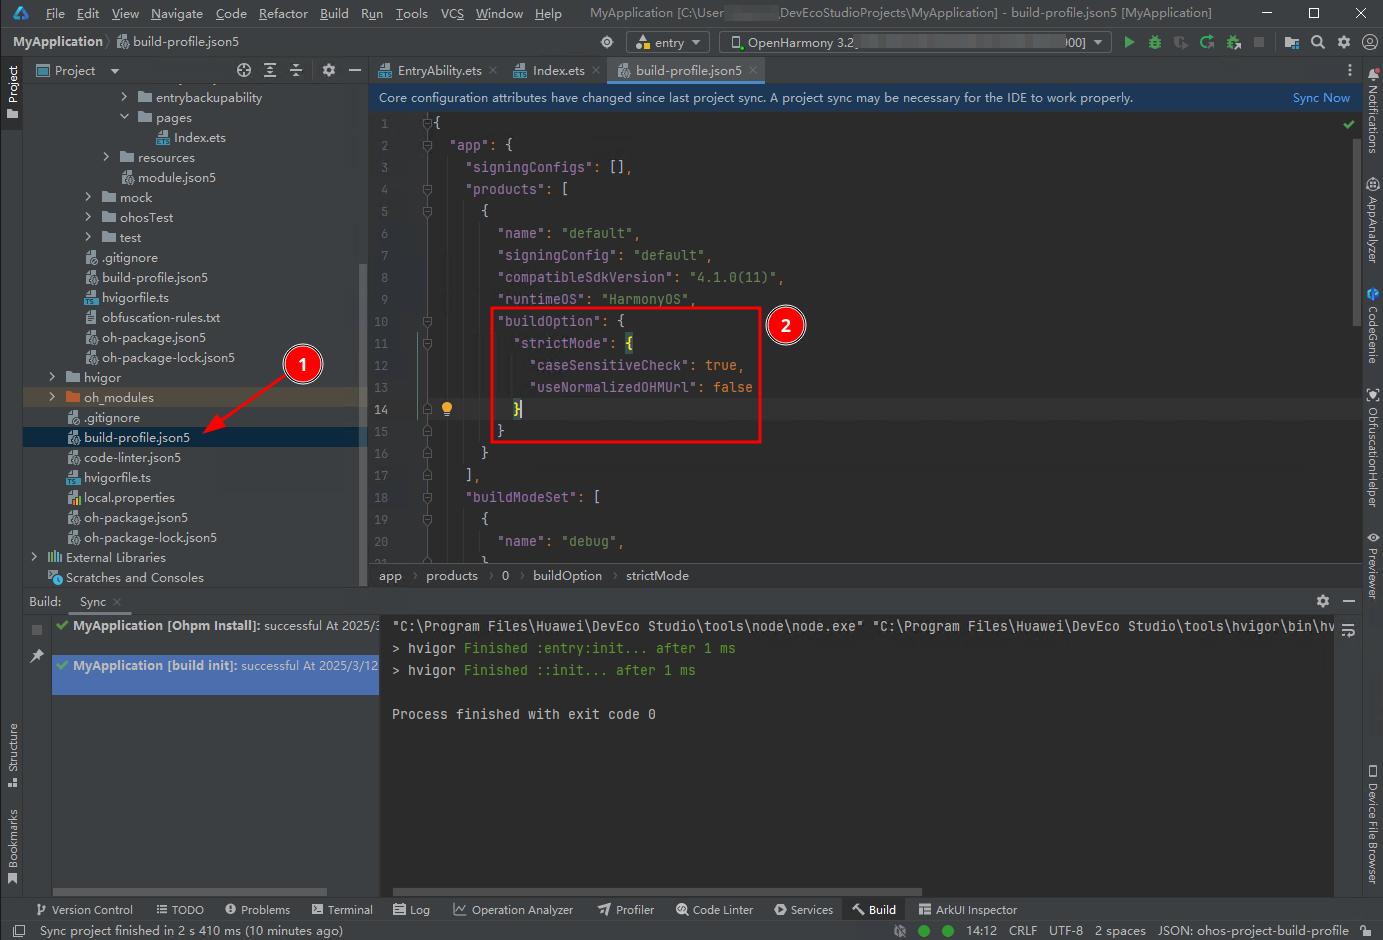 File Edit View Navigate Code Refactor Build Run Tools VCS Window Help MyApplication [C:\User DevEcoStudioProjects\MyApplication] - build-profile.json5 [MyApplication]
MyApplication build-profile.json5 entry OpenHarmony 3.2 00]
Project
Project
EntryAbility.ets Index.ets build-profile.json5
Core configuration attributes have changed since last project sync. A project sync may be necessary for the IDE to work properly. Sync Now
entrybackupability
pages
Index.ets
resources
module.json5
mock
ohosTest
test
.gitignore
build-profile.json5
hvigorfile.ts
obfuscation-rules.txt
oh-package.json5
oh-package-lock.json5
hvigor
oh_modules
.gitignore
build-profile.json5
code-linter.json5
hvigorfile.ts
local.properties
oh-package.json5
oh-package-lock.json5
External Libraries
Scratches and Consoles
1
1 {
2 "app": {
3 "signingConfigs": [],
4 "products": [
5 {
6 "name": "default",
7 "signingConfig": "default",
8 "compatibleSdkVersion": "4.1.0(11)",
9 "runtimeOS": "HarmonyOS",
10 "buildOption": {
11 "strictMode": {
12 "caseSensitiveCheck": true,
13 "useNormalizedOHMUrl": false
14 }
15 }
16 }
17 ],
18 "buildModeSet": [
19 {
20 "name": "debug",
21 }
2
app products 0 buildOption strictMode
Notifications
AppAnalyzer
CodeGenie
ObfuscationHelper
Previewer
Device File Browser
Build: Sync
MyApplication [Ohpm Install]: successful At 2025/3
MyApplication [build init]: successful At 2025/3/12
"C:\Program Files\Huawei\DevEco Studio\tools\node\node.exe" "C:\Program Files\Huawei\DevEco Studio\tools\hvigor\bin\hv
> hvigor Finished :entry:init... after 1 ms
> hvigor Finished ::init... after 1 ms
Process finished with exit code 0
Structure
Bookmarks
Version Control TODO Problems Terminal Log Operation Analyzer Profiler Code Linter Services Build ArkUI Inspector
Sync project finished in 2 s 410 ms (10 minutes ago) 14:12 CRLF UTF-8 2 spaces JSON: ohos-project-build-profile